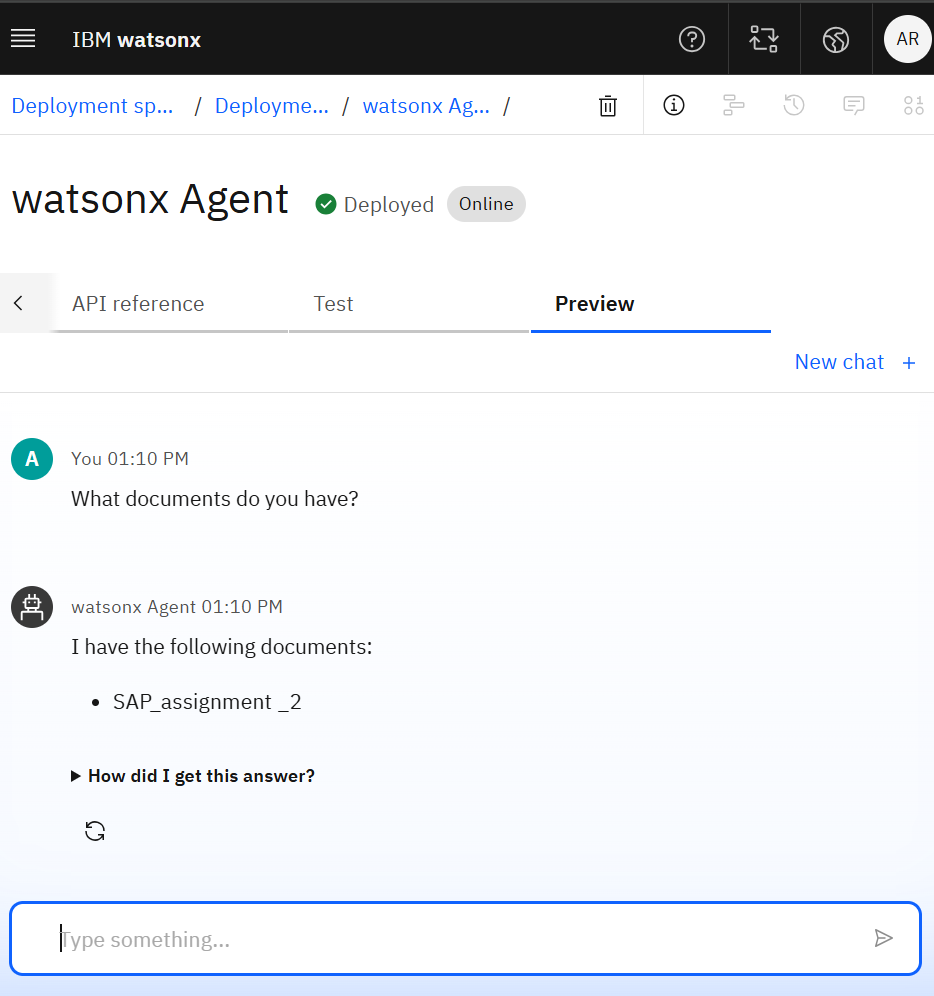 IBM watsonx
AR
Deployment sp... / Deployme... / watsonx Ag... /
watsonx Agent Deployed Online
API reference Test Preview
New chat +
A You 01:10 PM
What documents do you have?
watsonx Agent 01:10 PM
I have the following documents:
• SAP_assignment _2
How did I get this answer?
Type something...